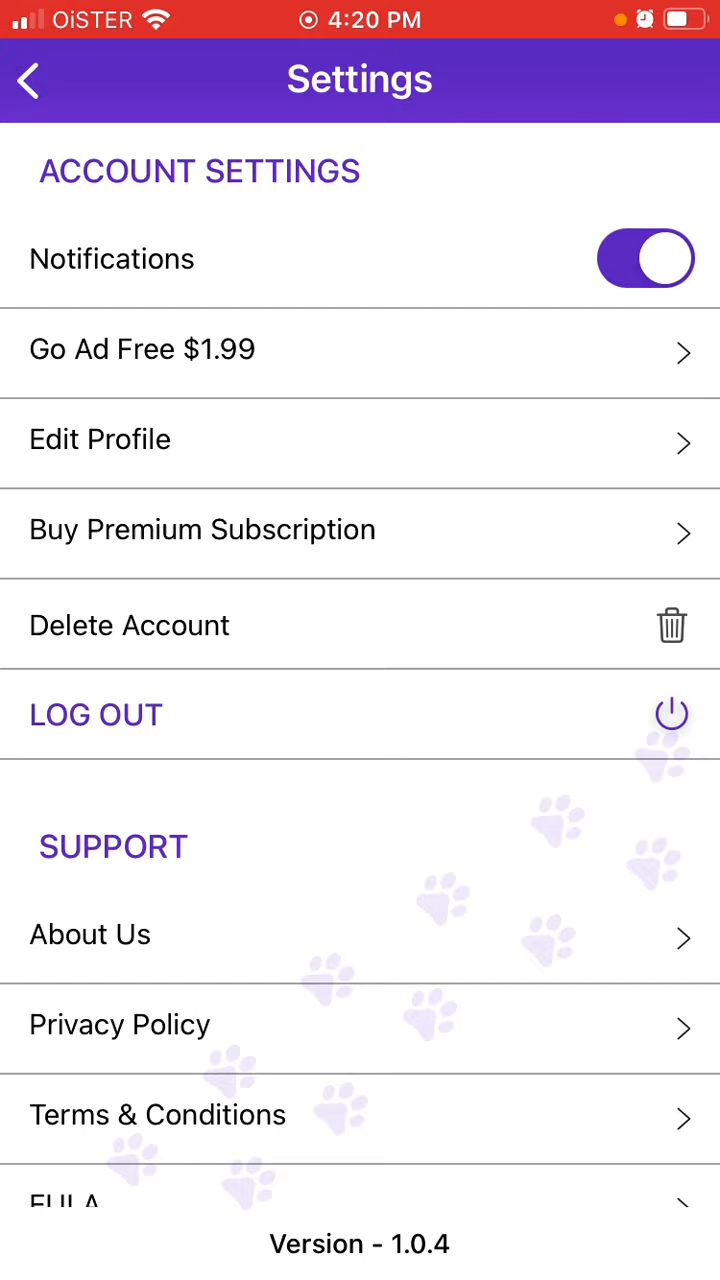 OiSTER 4:20 PM
Settings
ACCOUNT SETTINGS
Notifications
Go Ad Free $1.99
Edit Profile
Buy Premium Subscription
Delete Account
LOG OUT
SUPPORT
About Us
Privacy Policy
Terms & Conditions
EULA
Version - 1.0.4